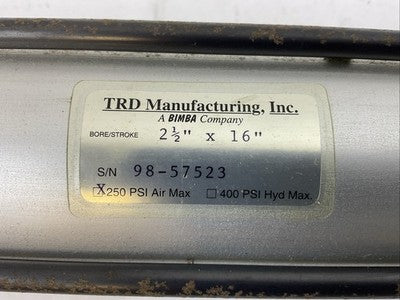 TRD Manufacturing, Inc.
A BIMBA Company
BORE/STROKE 2½" x 16"
S/N 98-57523
☒250 PSI Air Max ☐ 400 PSI Hyd Max.